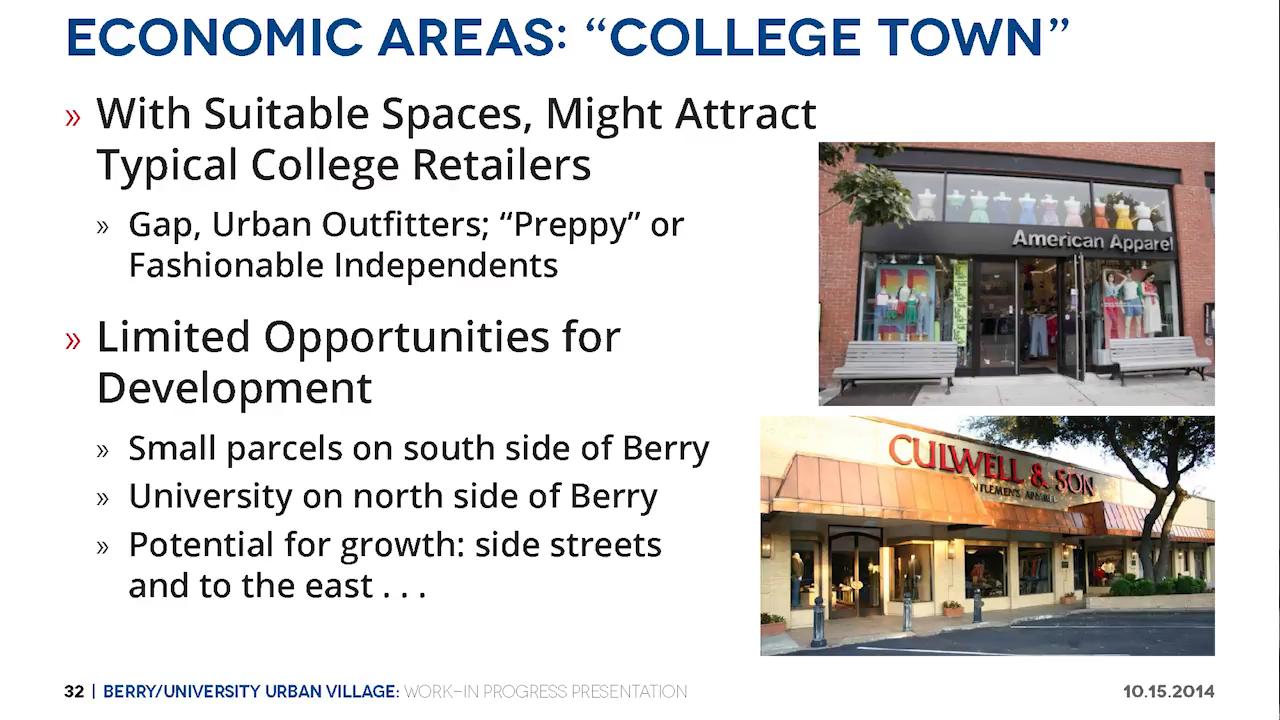 ECONOMIC AREAS: “COLLEGE TOWN”
» With Suitable Spaces, Might Attract
Typical College Retailers
» Gap, Urban Outfitters; “Preppy” or
Fashionable Independents
» Limited Opportunities for
Development
» Small parcels on south side of Berry
» University on north side of Berry
» Potential for growth: side streets
and to the east . . .
American Apparel
CULWELL & SON
32 | BERRY/UNIVERSITY URBAN VILLAGE: WORK-IN PROGRESS PRESENTATION
10.15.2014